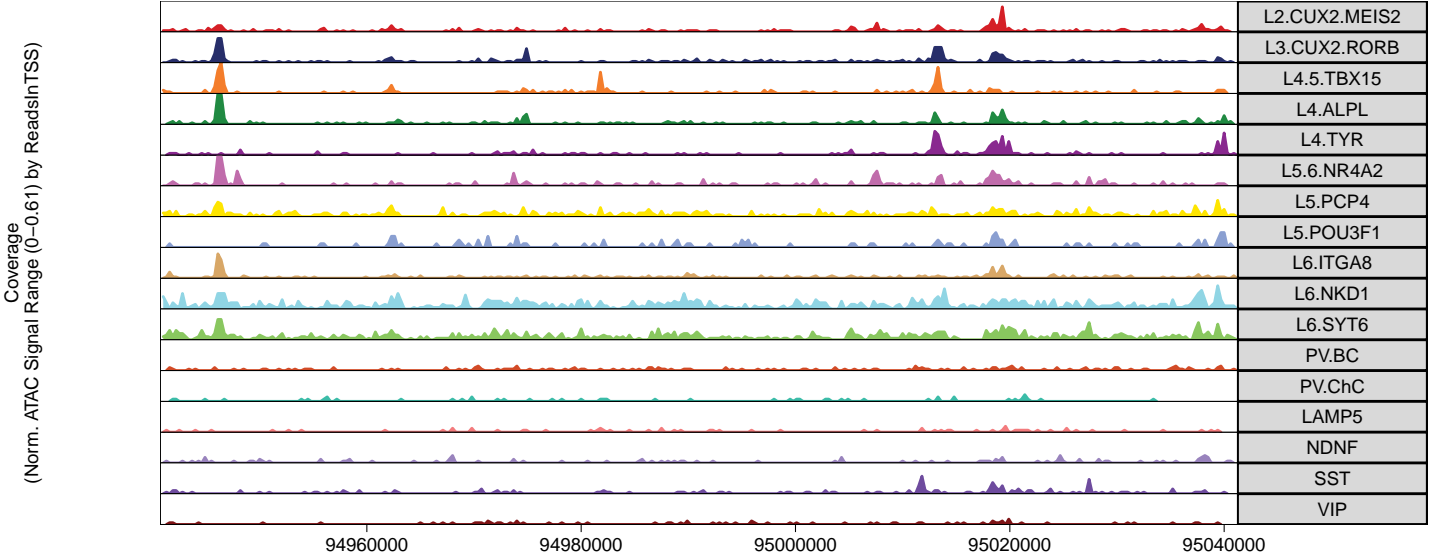 Coverage
(Norm. ATAC Signal Range (0−0.61) by ReadsInTSS)
L2.CUX2.MEIS2
L3.CUX2.RORB
L4.5.TBX15
L4.ALPL
L4.TYR
L5.6.NR4A2
L5.PCP4
L5.POU3F1
L6.ITGA8
L6.NKD1
L6.SYT6
PV.BC
PV.ChC
LAMP5
NDNF
SST
VIP
94960000 94980000 95000000 95020000 95040000